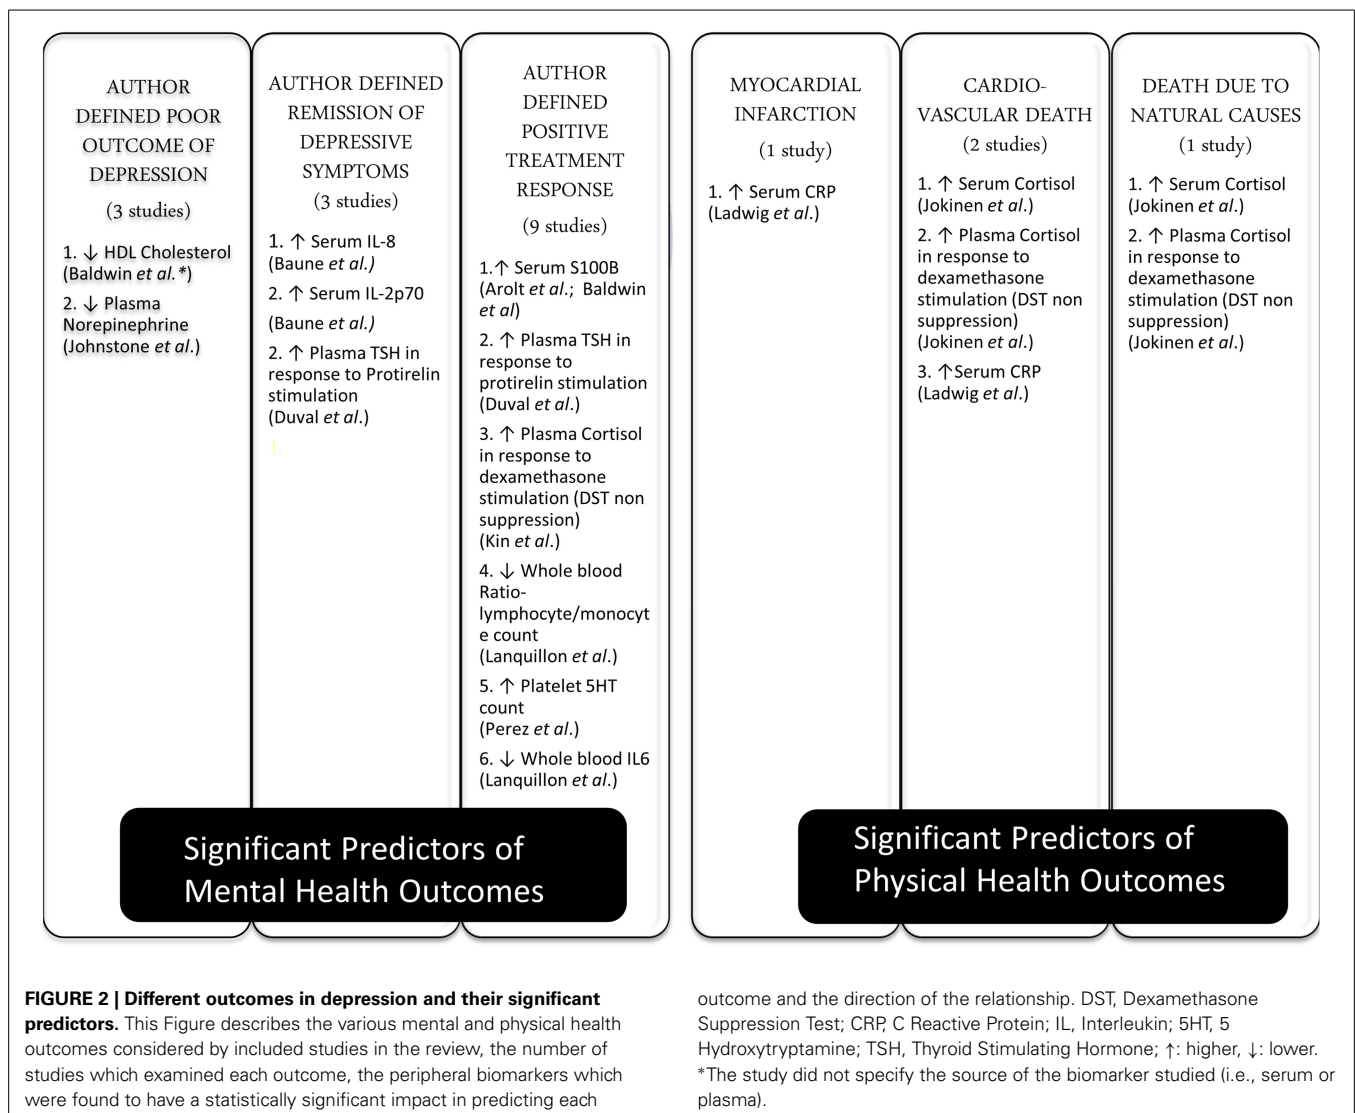 AUTHOR
DEFINED POOR
OUTCOME OF
DEPRESSION
(3 studies)
1. ↓ HDL Cholesterol
(Baldwin et al.*)
2. ↓ Plasma
Norepinephrine
(Johnstone et al.)
AUTHOR DEFINED
REMISSION OF
DEPRESSIVE
SYMPTOMS
(3 studies)
1. ↑ Serum IL-8
(Baune et al.)
2. ↑ Serum IL-2p70
(Baune et al.)
2. ↑ Plasma TSH in
response to Protirelin
stimulation
(Duval et al.)
AUTHOR
DEFINED
POSITIVE
TREATMENT
RESPONSE
(9 studies)
1.↑ Serum S100B
(Arolt et al.; Baldwin
et al)
2. ↑ Plasma TSH in
response to
protirelin stimulation
(Duval et al.)
3. ↑ Plasma Cortisol
in response to
dexamethasone
stimulation (DST non
suppression)
(Kin et al.)
4. ↓ Whole blood
Ratio-
lymphocyte/monocyt
e count
(Lanquillon et al.)
5. ↑ Platelet 5HT
count
(Perez et al.)
6. ↓ Whole blood IL6
(Lanquillon et al.)
Significant Predictors of
Mental Health Outcomes
MYOCARDIAL
INFARCTION
(1 study)
1. ↑ Serum CRP
(Ladwig et al.)
CARDIO-
VASCULAR DEATH
(2 studies)
1. ↑ Serum Cortisol
(Jokinen et al.)
2. ↑ Plasma Cortisol
in response to
dexamethasone
stimulation (DST non
suppression)
(Jokinen et al.)
3. ↑Serum CRP
(Ladwig et al.)
DEATH DUE TO
NATURAL CAUSES
(1 study)
1. ↑ Serum Cortisol
(Jokinen et al.)
2. ↑ Plasma Cortisol
in response to
dexamethasone
stimulation (DST non
suppression)
(Jokinen et al.)
Significant Predictors of
Physical Health Outcomes
FIGURE 2 | Different outcomes in depression and their significant
predictors. This Figure describes the various mental and physical health
outcomes considered by included studies in the review, the number of
studies which examined each outcome, the peripheral biomarkers which
were found to have a statistically significant impact in predicting each
outcome and the direction of the relationship. DST, Dexamethasone
Suppression Test; CRP, C Reactive Protein; IL, Interleukin; 5HT, 5
Hydroxytryptamine; TSH, Thyroid Stimulating Hormone; ↑: higher, ↓: lower.
*The study did not specify the source of the biomarker studied (i.e., serum or
plasma).